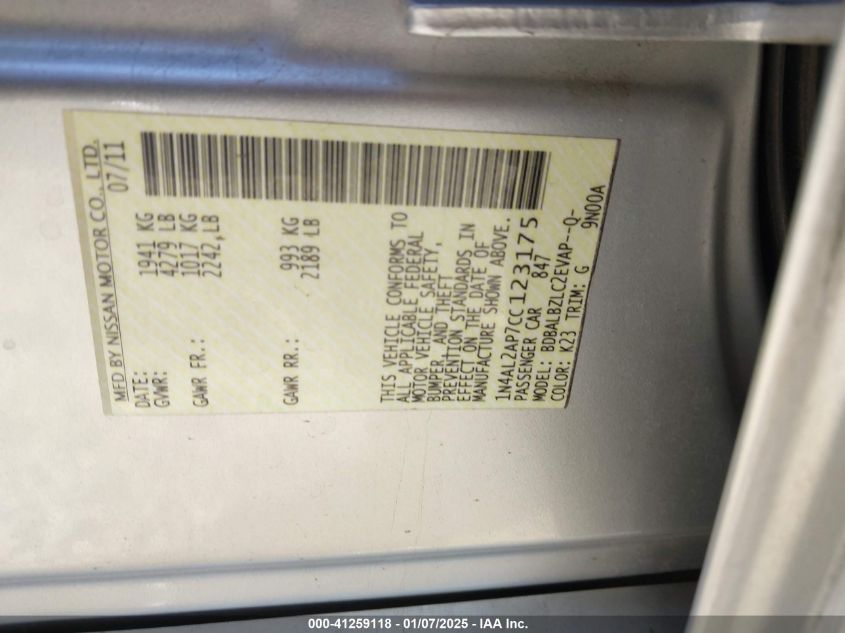 MFD BY NISSAN MOTOR CO., LTD.
DATE: 07/11
GVWR: 1941 KG
4279 LB
GAWR FR.: 1017 KG
2242,LB
GAWR RR.: 993 KG
2189 LB
THIS VEHICLE CONFORMS TO
ALL APPLICABLE FEDERAL
MOTOR VEHICLE SAFETY,
BUMPER, AND THEFT
PREVENTION STANDARDS IN
EFFECT ON THE DATE OF
MANUFACTURE SHOWN ABOVE.
1N4AL2AP7CC123175
PASSENGER CAR 847
MODEL: BDBALBZLC2EVAP--Q-
COLOR: K23 TRIM: G 9N00A
000-41259118 - 01/07/2025 - IAA Inc.